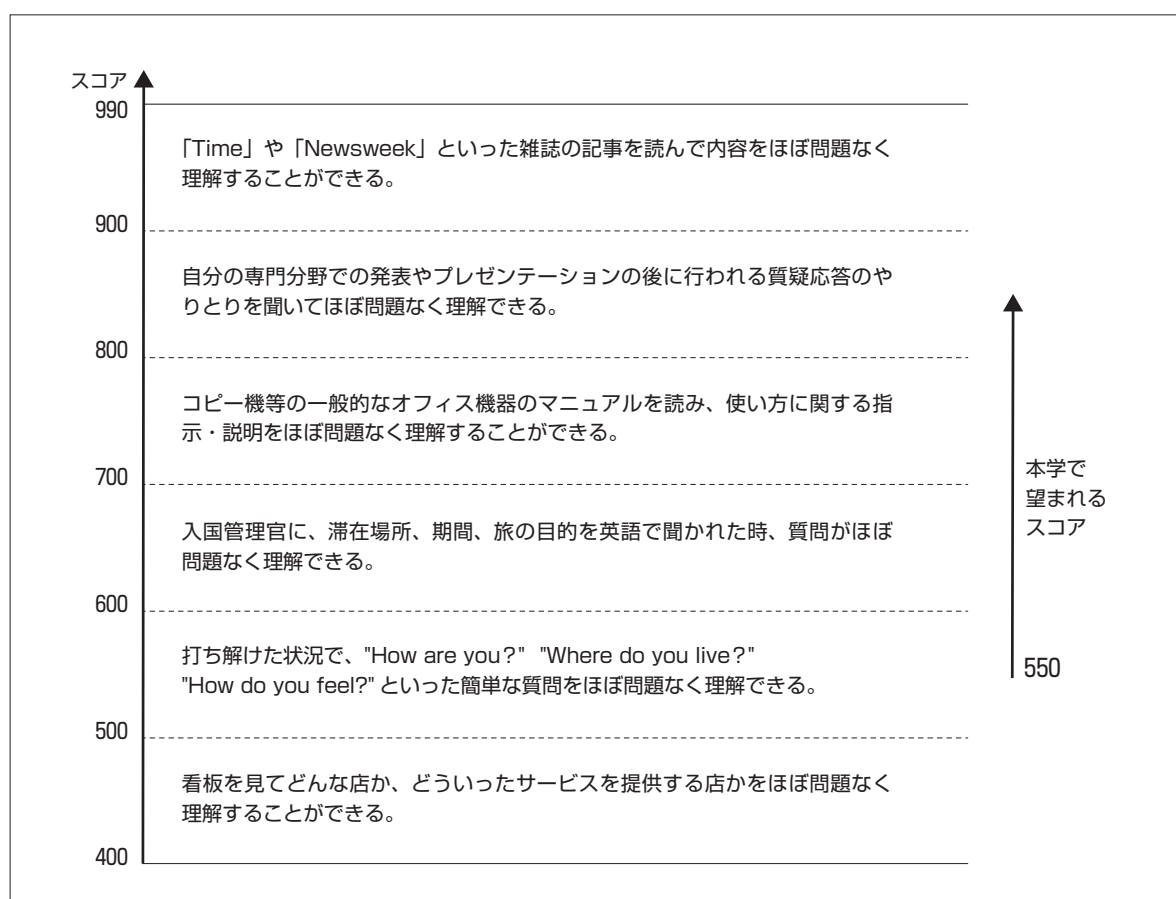 スコア
990
「Time」や「Newsweek」といった雑誌の記事を読んで内容をほぼ問題なく
理解することができる。
900
自分の専門分野での発表やプレゼンテーションの後に行われる質疑応答のや
りとりを聞いてほぼ問題なく理解できる。
800
コピー機等の一般的なオフィス機器のマニュアルを読み、使い方に関する指
示・説明をほぼ問題なく理解することができる。
700
本学で
望まれる
スコア
入国管理官に、滞在場所、期間、旅の目的を英語で聞かれた時、質問がほぼ
問題なく理解できる。
600
打ち解けた状況で、"How are you?" "Where do you live?"
"How do you feel?" といった簡単な質問をほぼ問題なく理解できる。
550
500
看板を見てどんな店か、どういったサービスを提供する店かをほぼ問題なく
理解することができる。
400